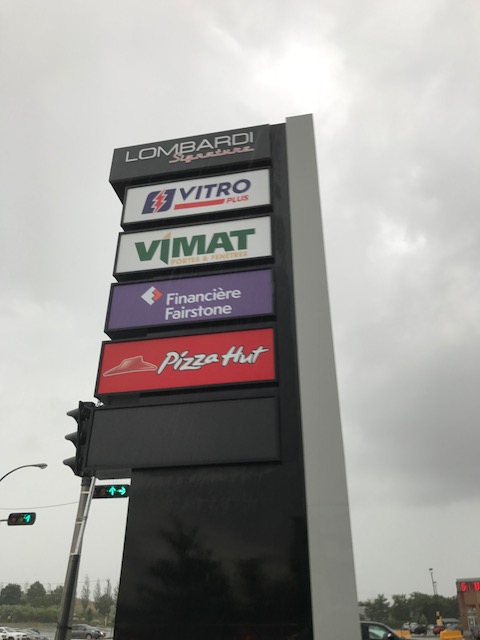 LOMBARDI
Signature
VITRO
PLUS
VIMAT
PORTES & FENÊTRES
Financière
Fairstone
Pizza Hut